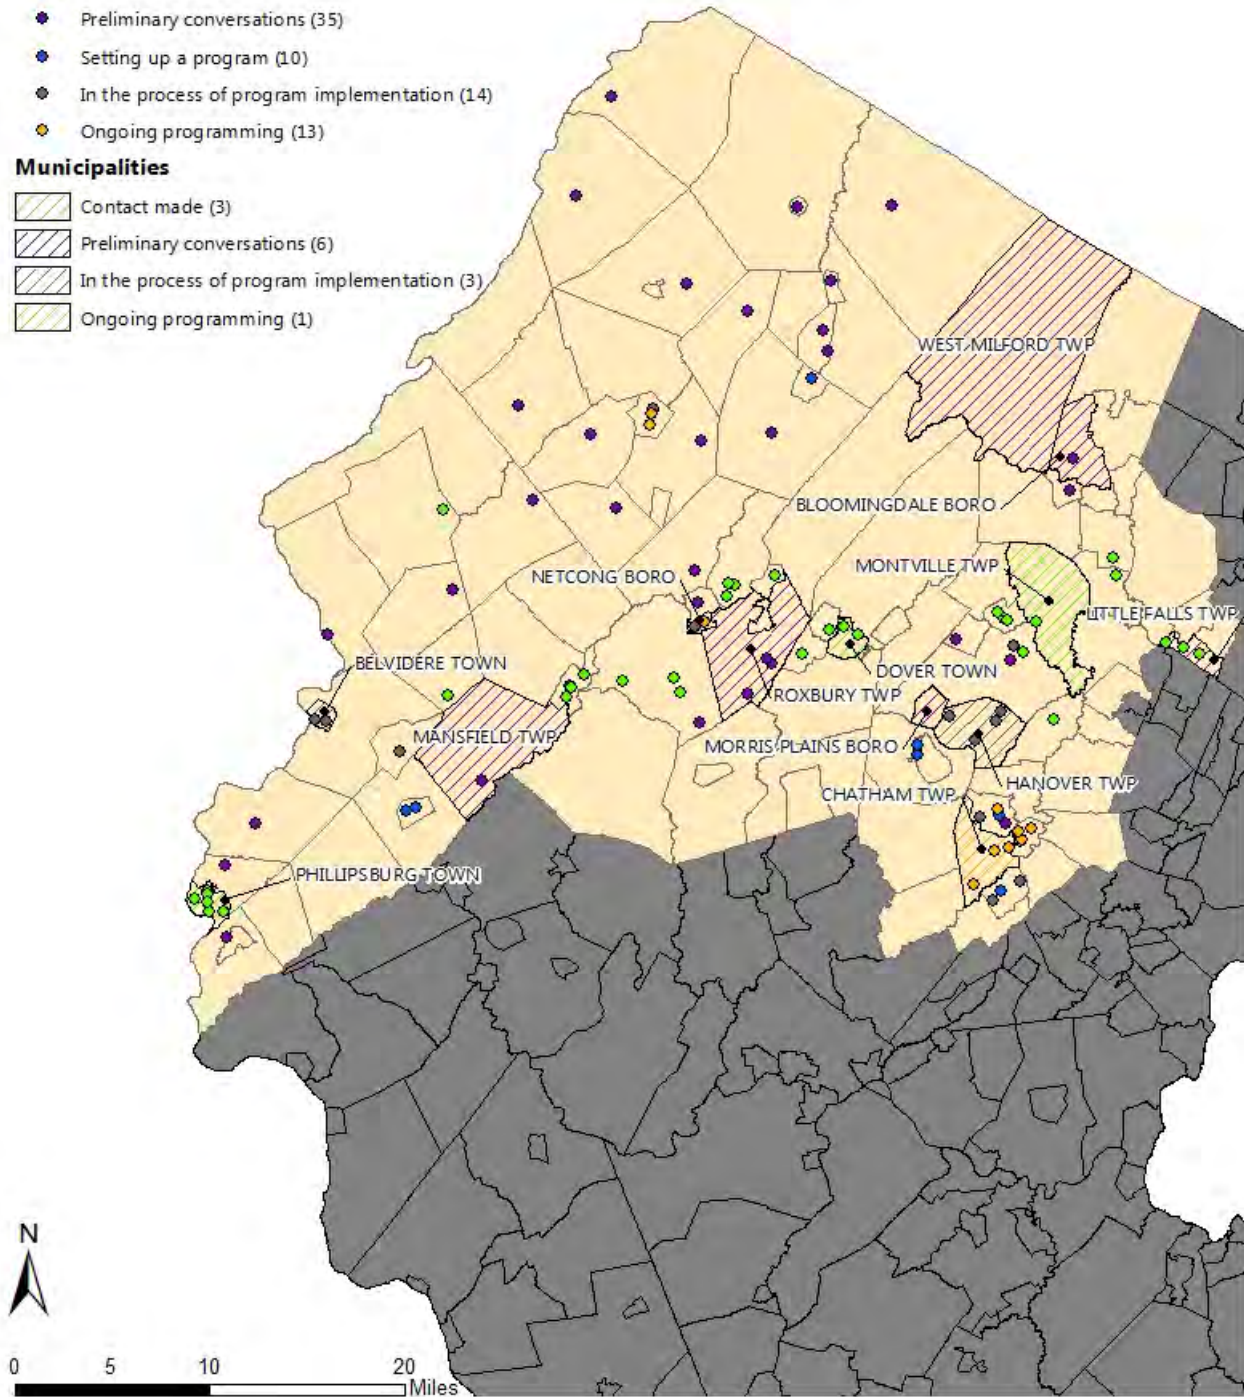 Preliminary conversations (35)
Setting up a program (10)
In the process of program implementation (14)
Ongoing programming (13)
Municipalities
Contact made (3)
Preliminary conversations (6)
In the process of program implementation (3)
Ongoing programming (1)
WEST MILFORD TWP
BLOOMINGDALE BORO
MONTVILLE TWP
NETCONG BORO
LITTLE FALLS TWP
BELVIDERE TOWN
DOVER TOWN
ROXBURY TWP
MANSFIELD TWP
MORRIS PLAINS BORO
HANOVER TWP
CHATHAM TWP
PHILLIPSBURG TOWN
N
0 5 10 20
Miles